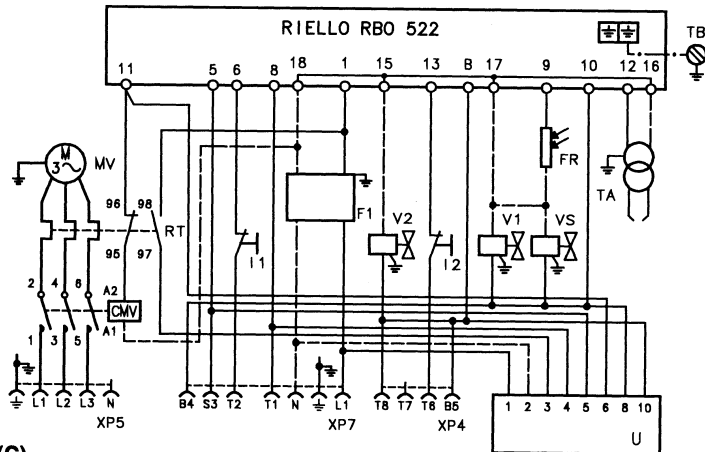 RIELLO RBO 522
TB
11 5 6 8 18 1 15 13 B 17 9 10 12 16
M
3~
MV
FR
TA
96 98
RT
95 97
F1
V2
V1
VS
I1
I2
2 4 6 A2
CMV
1 3 5 A1
L1 L2 L3 N
XP5
B4 S3 T2 T1 N L1
XP7
T8 T7 T6 B5
XP4
1 2 3 4 5 6 8 10
U
(C)